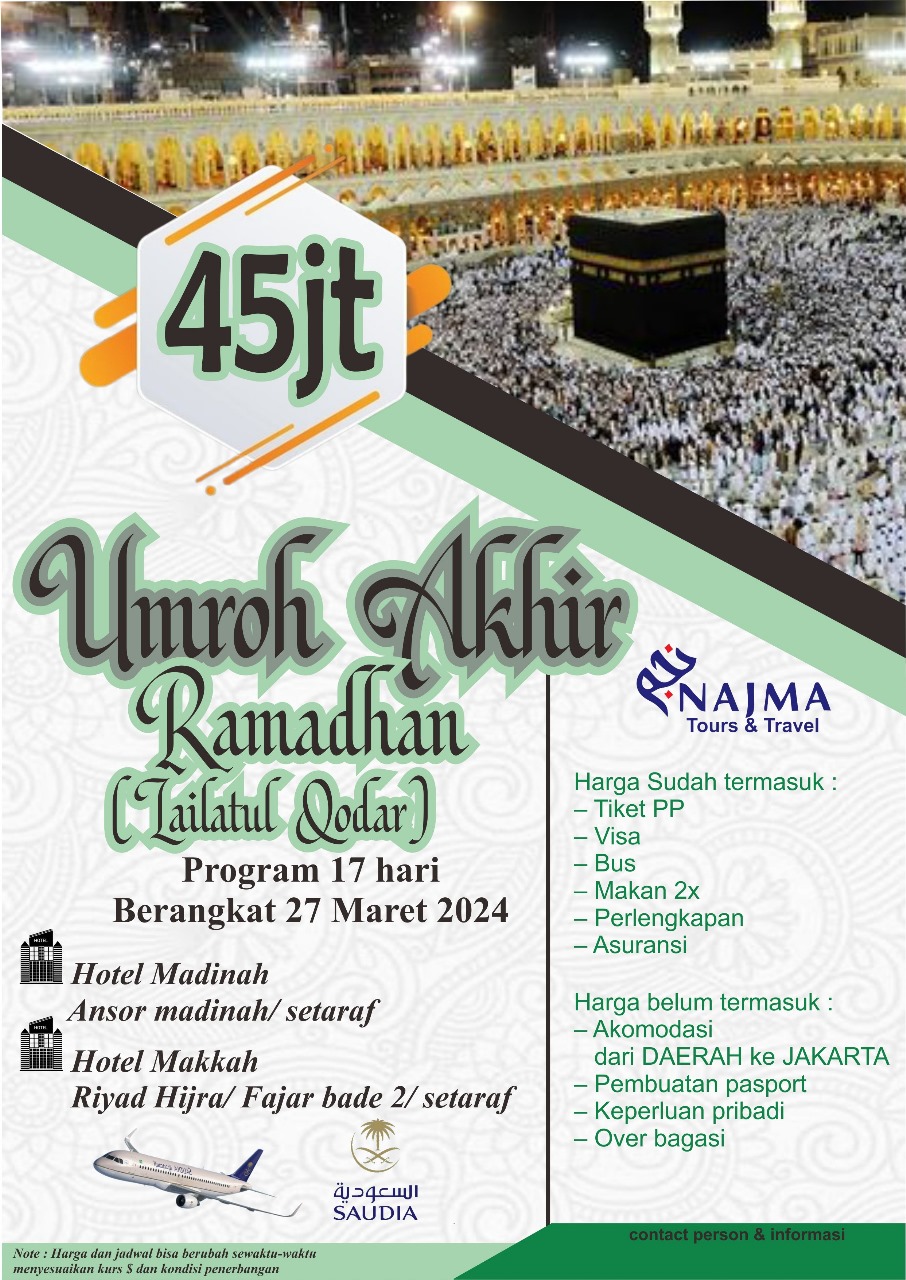 45jt
Umroh Akhir
Ramadhan
(Lailatul Qodar)
Program 17 hari
Berangkat 27 Maret 2024
HOTEL
Hotel Madinah
Ansor madinah/ setaraf
HOTEL
Hotel Makkah
Riyad Hijra/ Fajar bade 2/ setaraf
السعودية
SAUDIA
NAJMA
Tours & Travel
Harga Sudah termasuk :
– Tiket PP
– Visa
– Bus
– Makan 2x
– Perlengkapan
– Asuransi
Harga belum termasuk :
– Akomodasi
dari DAERAH ke JAKARTA
– Pembuatan pasport
– Keperluan pribadi
– Over bagasi
contact person & informasi
Note : Harga dan jadwal bisa berubah sewaktu-waktu
menyesuaikan kurs $ dan kondisi penerbangan